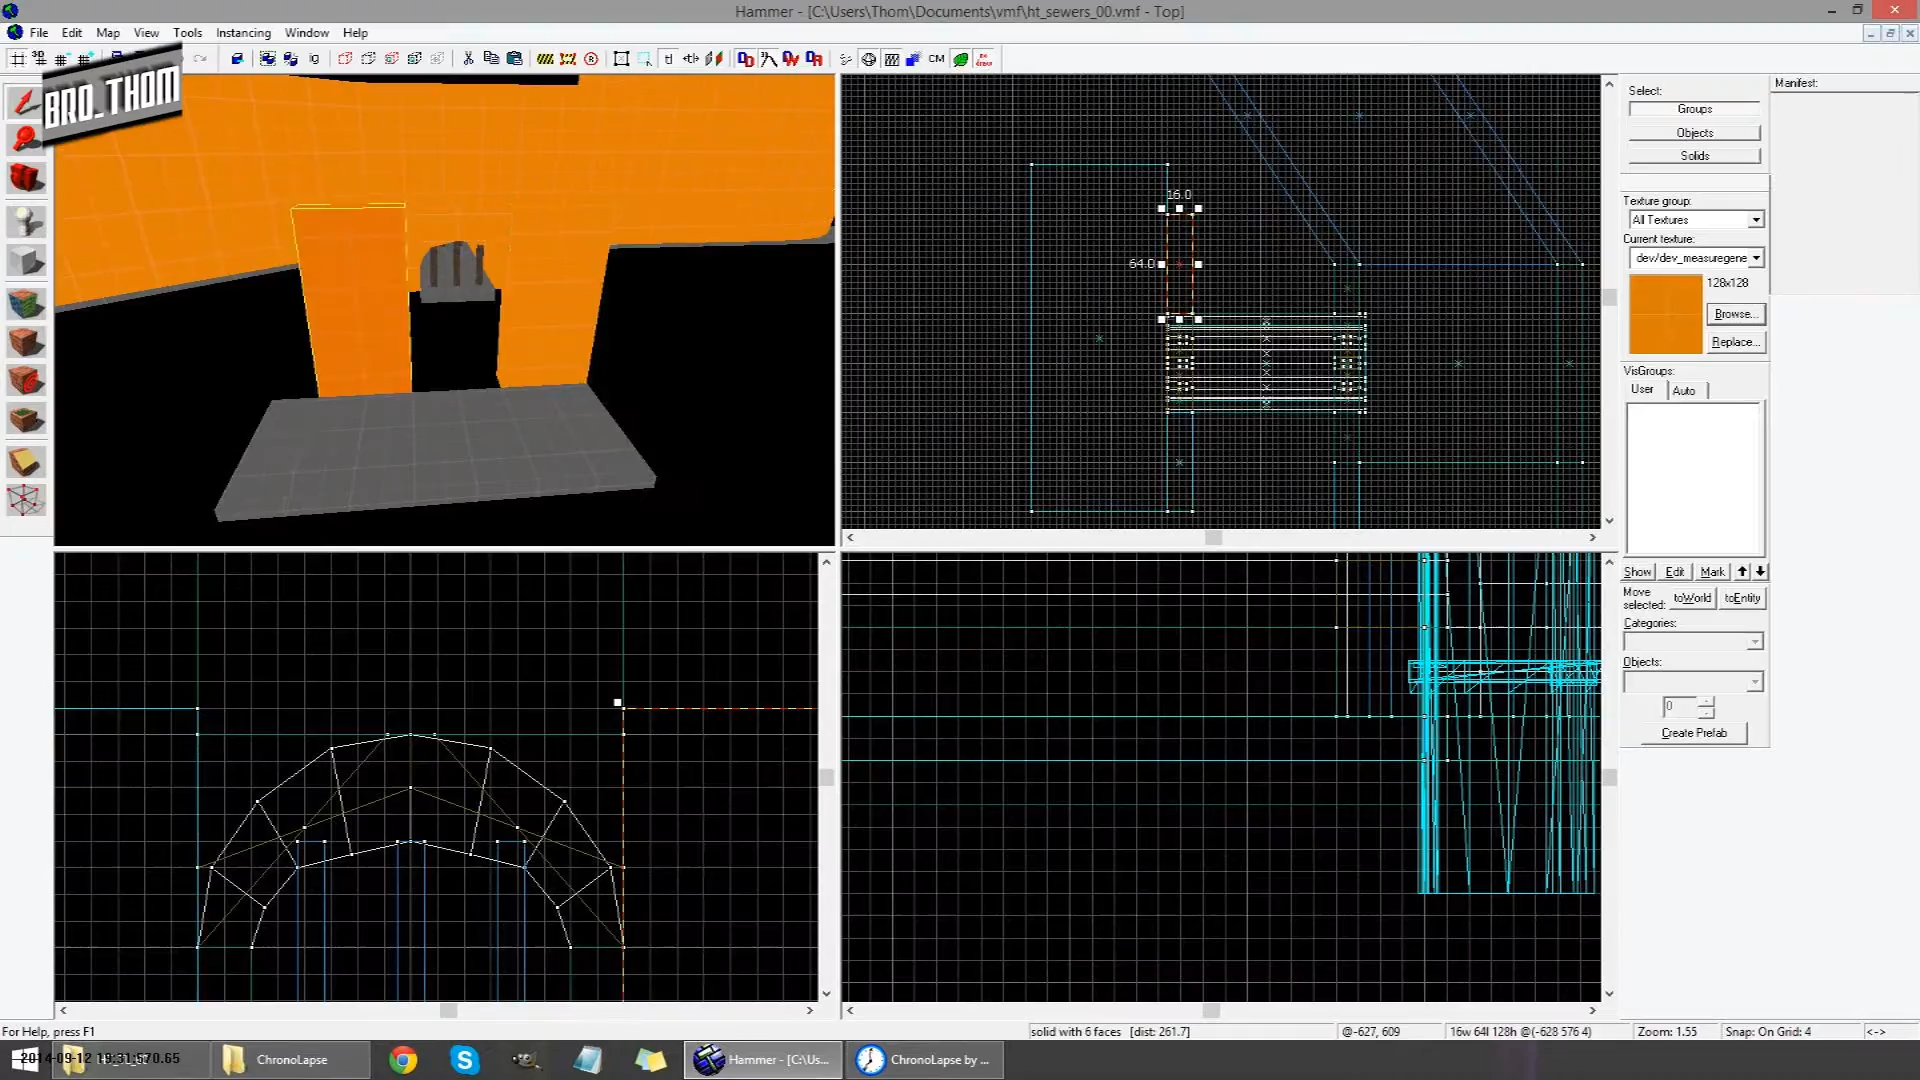 Hammer - [C:\Users\Thom\Documents\vmf\ht_sewers_00.vmf - Top]
File Edit Map View Tools Instancing Window Help
BRO_THOM
CM
16.0
64.0
Select:
Groups
Objects
Solids
Texture group:
All Textures
Current texture:
dev/dev_measuregene
128x128
Browse...
Replace...
VisGroups:
User Auto
Show Edit Mark
Move selected: toWorld toEntity
Categories:
Objects:
0
Create Prefab
Manifest:
For Help, press F1
solid with 6 faces [dist: 261.7]
@-627, 609
16w 64l 128h @(-628 576 4)
Zoom: 1.55
Snap: On Grid: 4
<->
ChronoLapse
Hammer - [C:\Us...
ChronoLapse by ...